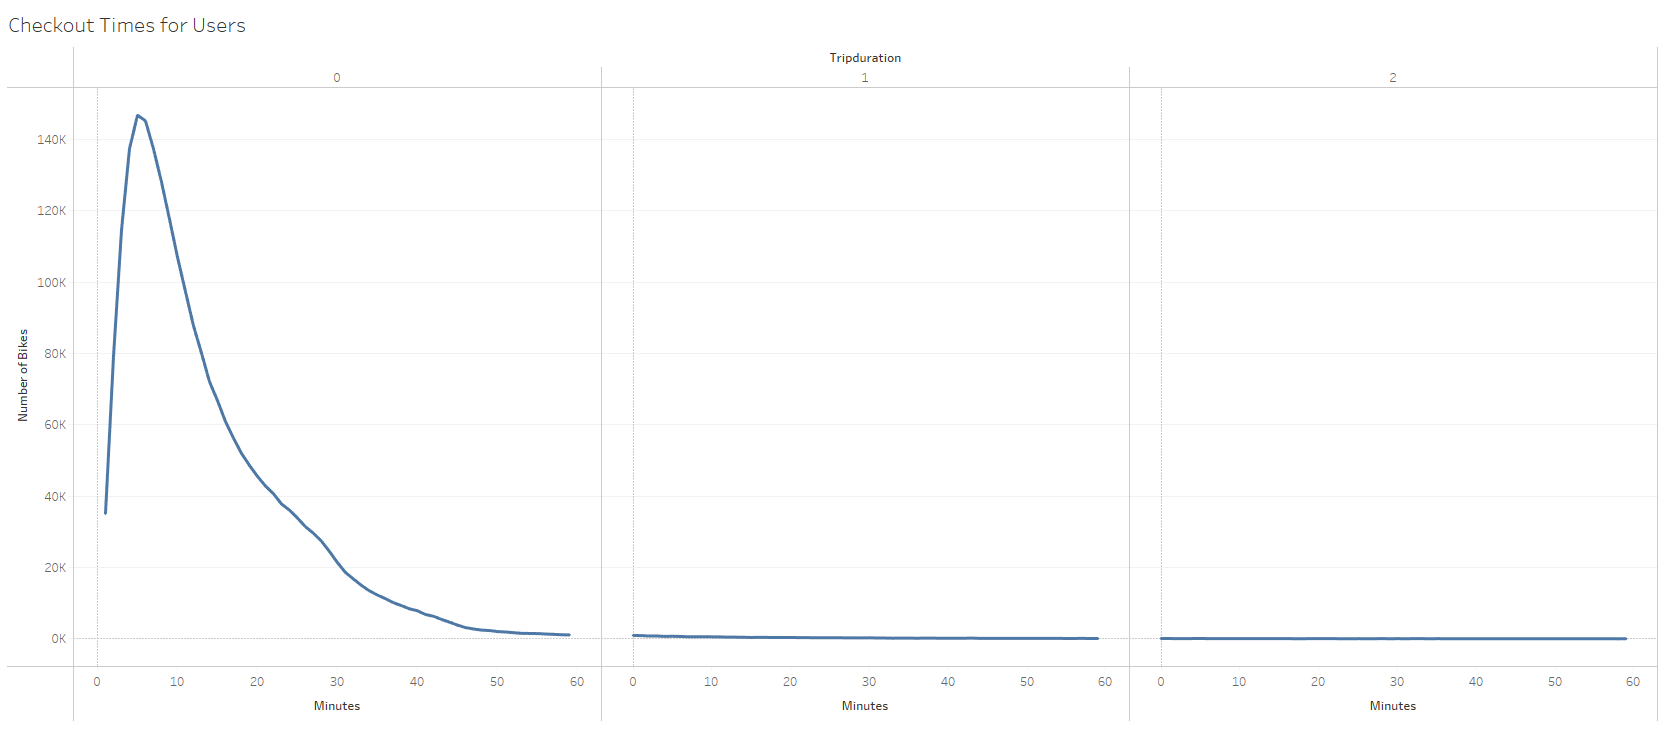 Checkout Times for Users
Tripduration
0 1 2
Number of Bikes
140K
120K
100K
80K
60K
40K
20K
0K
0 10 20 30 40 50 60 0 10 20 30 40 50 60 0 10 20 30 40 50 60
Minutes Minutes Minutes